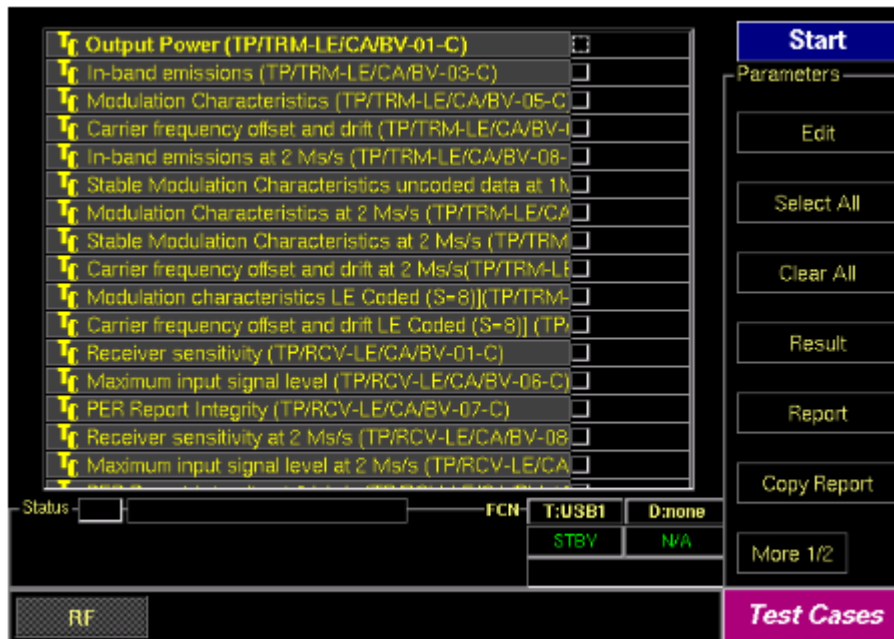 Output Power (TP/TRM-LE/CA/BV-01-C)
In-band emissions (TP/TRM-LE/CA/BV-03-C)
Modulation Characteristics (TP/TRM-LE/CA/BV-05-C
Carrier frequency offset and drift (TP/TRM-LE/CA/BV-
In-band emissions at 2 Ms/s (TP/TRM-LE/CA/BV-08-
Stable Modulation Characteristics uncoded data at 1M
Modulation Characteristics at 2 Ms/s (TP/TRM-LE/CA
Stable Modulation Characteristics at 2 Ms/s (TP/TRM
Carrier frequency offset and drift at 2 Ms/s(TP/TRM-LE
Modulation characteristics LE Coded (S=8)](TP/TRM-
Carrier frequency offset and drift LE Coded (S=8)] (TP/
Receiver sensitivity (TP/RCV-LE/CA/BV-01-C)
Maximum input signal level (TP/RCV-LE/CA/BV-06-C)
PER Report Integrity (TP/RCV-LE/CA/BV-07-C)
Receiver sensitivity at 2 Ms/s (TP/RCV-LE/CA/BV-08
Maximum input signal level at 2 Ms/s (TP/RCV-LE/CA
Start
Parameters
Edit
Select All
Clear All
Result
Report
Copy Report
More 1/2
Status
FCN
T:USB1
D:none
STBY
N/A
RF
Test Cases